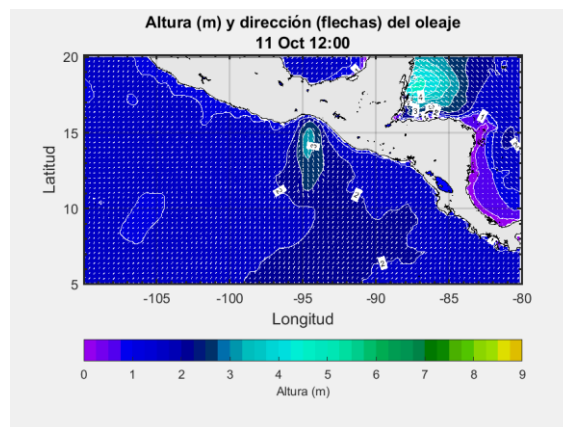 Altura (m) y dirección (flechas) del oleaje
11 Oct 12:00
20
15
10
5
Latitud
-105 -100 -95 -90 -85 -80
Longitud
0 1 2 3 4 5 6 7 8 9
Altura (m)